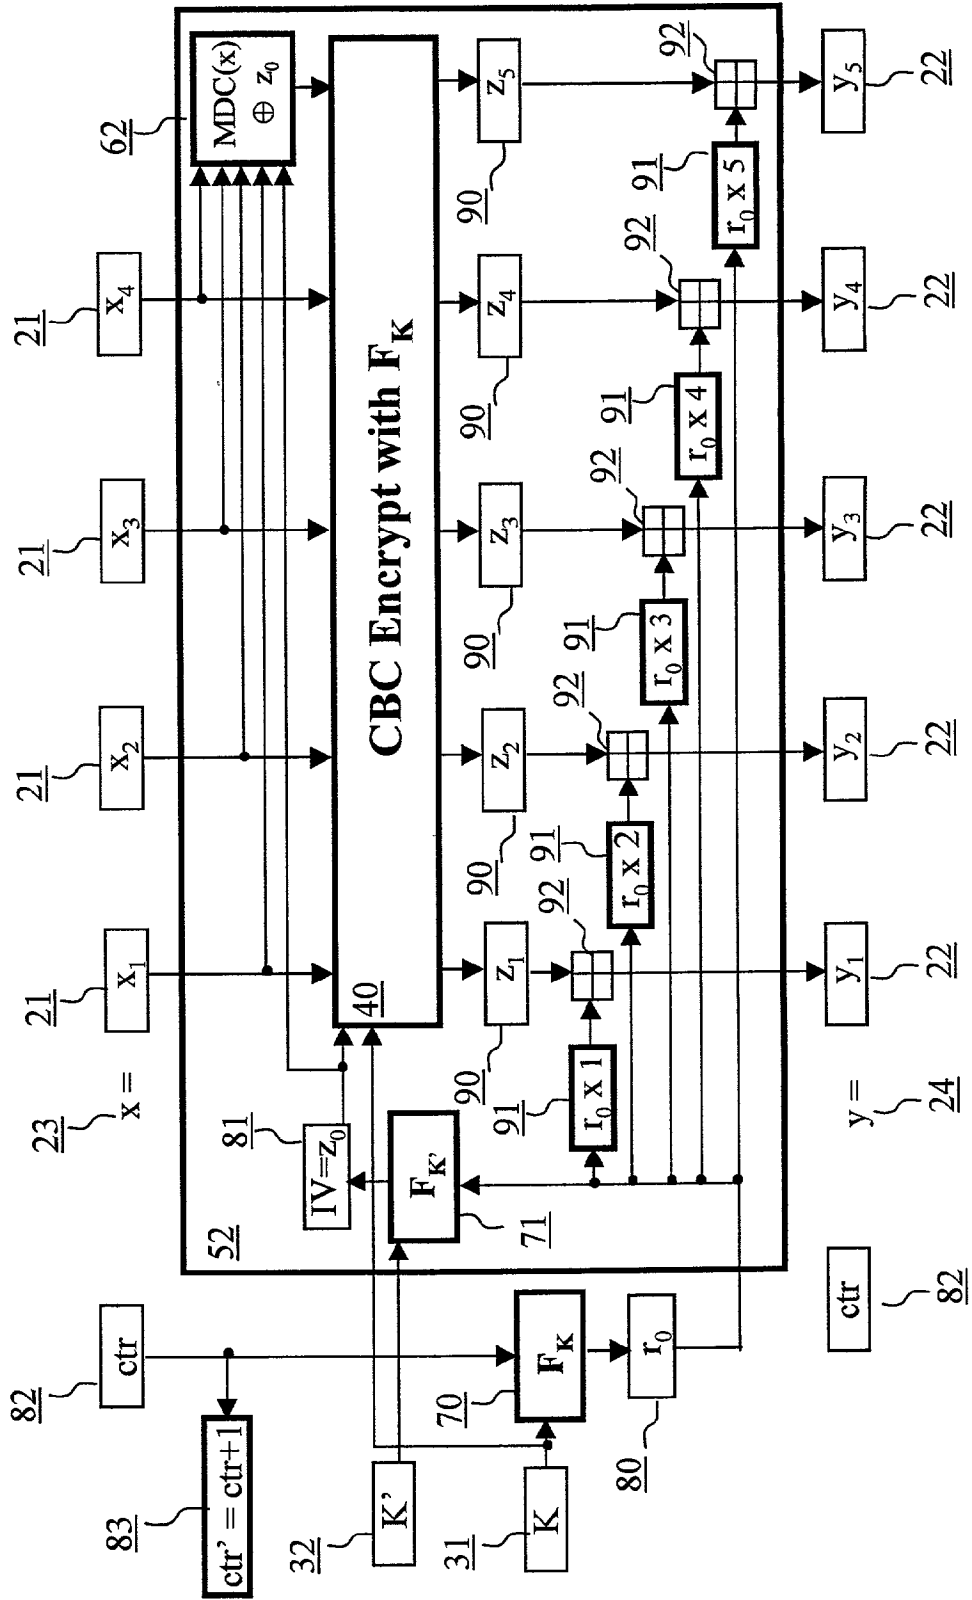 23
x =
21
x₁
21
x₂
21
x₃
21
x₄
82
ctr
83
ctr' = ctr+1
62
MDC(x)
⊕ z₀
52
81
IV=z₀
40
CBC Encrypt with F_K
32
K'
F_K'
71
31
K
70
F_K
80
r₀
90
z₁
90
z₂
90
z₃
90
z₄
90
z₅
91
r₀ x 1
92
91
r₀ x 2
92
91
r₀ x 3
92
91
r₀ x 4
92
91
r₀ x 5
92
ctr
82
y =
24
y₁
22
y₂
22
y₃
22
y₄
22
y₅
22